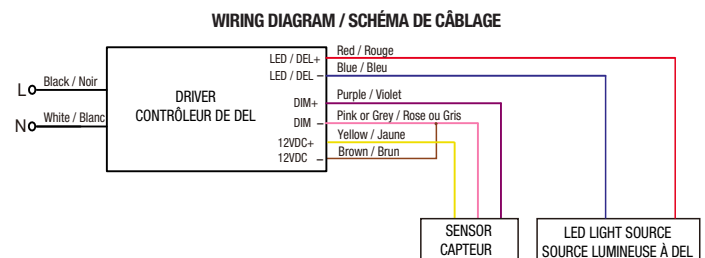 WIRING DIAGRAM / SCHÉMA DE CÂBLAGE
L
Black / Noir
N
White / Blanc
DRIVER
CONTRÔLEUR DE DEL
LED / DEL+
LED / DEL –
DIM+
DIM –
12VDC+
12VDC –
Red / Rouge
Blue / Bleu
Purple / Violet
Pink or Grey / Rose ou Gris
Yellow / Jaune
Brown / Brun
SENSOR
CAPTEUR
LED LIGHT SOURCE
SOURCE LUMINEUSE À DEL